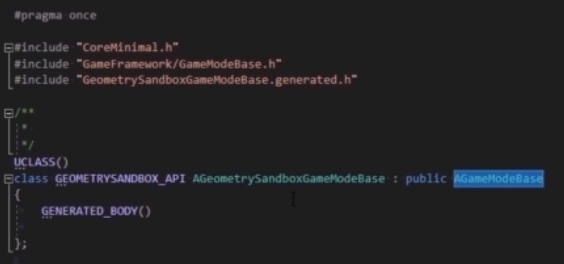 #pragma once
#include "CoreMinimal.h"
#include "GameFramework/GameModeBase.h"
#include "GeometrySandboxGameModeBase.generated.h"
/**
*
*/
UCLASS()
class GEOMETRYSANDBOX_API AGeometrySandboxGameModeBase : public AGameModeBase
{
GENERATED_BODY()
};